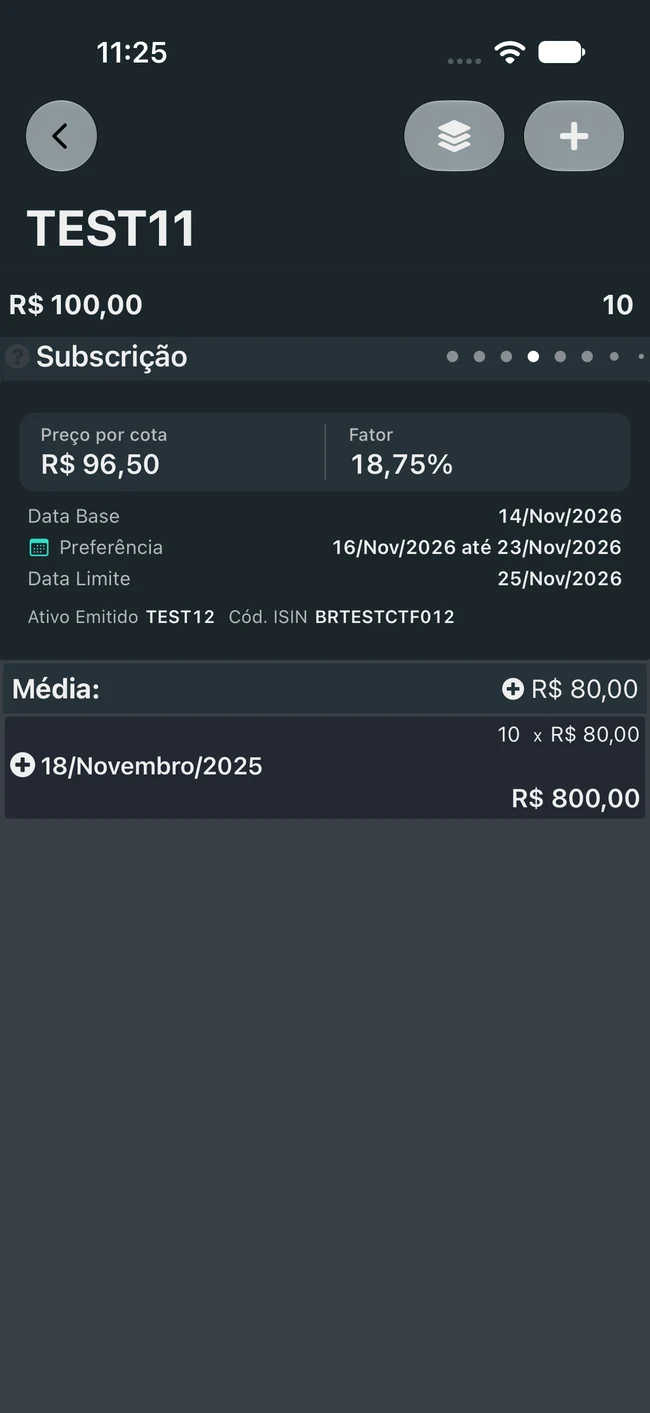 11:25
TEST11
R$ 100,00 10
? Subscrição
Preço por cota Fator
R$ 96,50 18,75%
Data Base 14/Nov/2026
Preferência 16/Nov/2026 até 23/Nov/2026
Data Limite 25/Nov/2026
Ativo Emitido TEST12 Cód. ISIN BRTESTCTF012
Média: R$ 80,00
10 x R$ 80,00
18/Novembro/2025
R$ 800,00